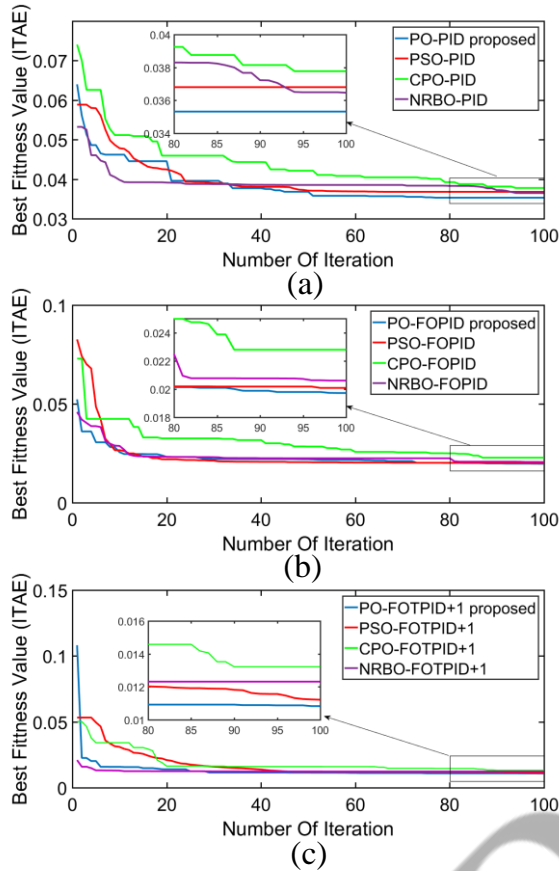 Best Fittness Value (ITAE)
0.07
0.06
0.05
0.04
0.03
0.04
0.038
0.036
0.034
80 85 90 95 100
PO-PID proposed
PSO-PID
CPO-PID
NRBO-PID
0 20 40 60 80 100
Number Of Iteration
(a)
Best Fittness Value (ITAE)
0.1
0.05
0
0.024
0.022
0.02
0.018
80 85 90 95 100
PO-FOPID proposed
PSO-FOPID
CPO-FOPID
NRBO-FOPID
0 20 40 60 80 100
Number Of Iteration
(b)
Best Fittness Value (ITAE)
0.15
0.1
0.05
0
0.016
0.014
0.012
0.01
80 85 90 95 100
PO-FOTPID+1 proposed
PSO-FOTPID+1
CPO-FOTPID+1
NRBO-FOTPID+1
0 20 40 60 80 100
Number Of Iteration
(c)